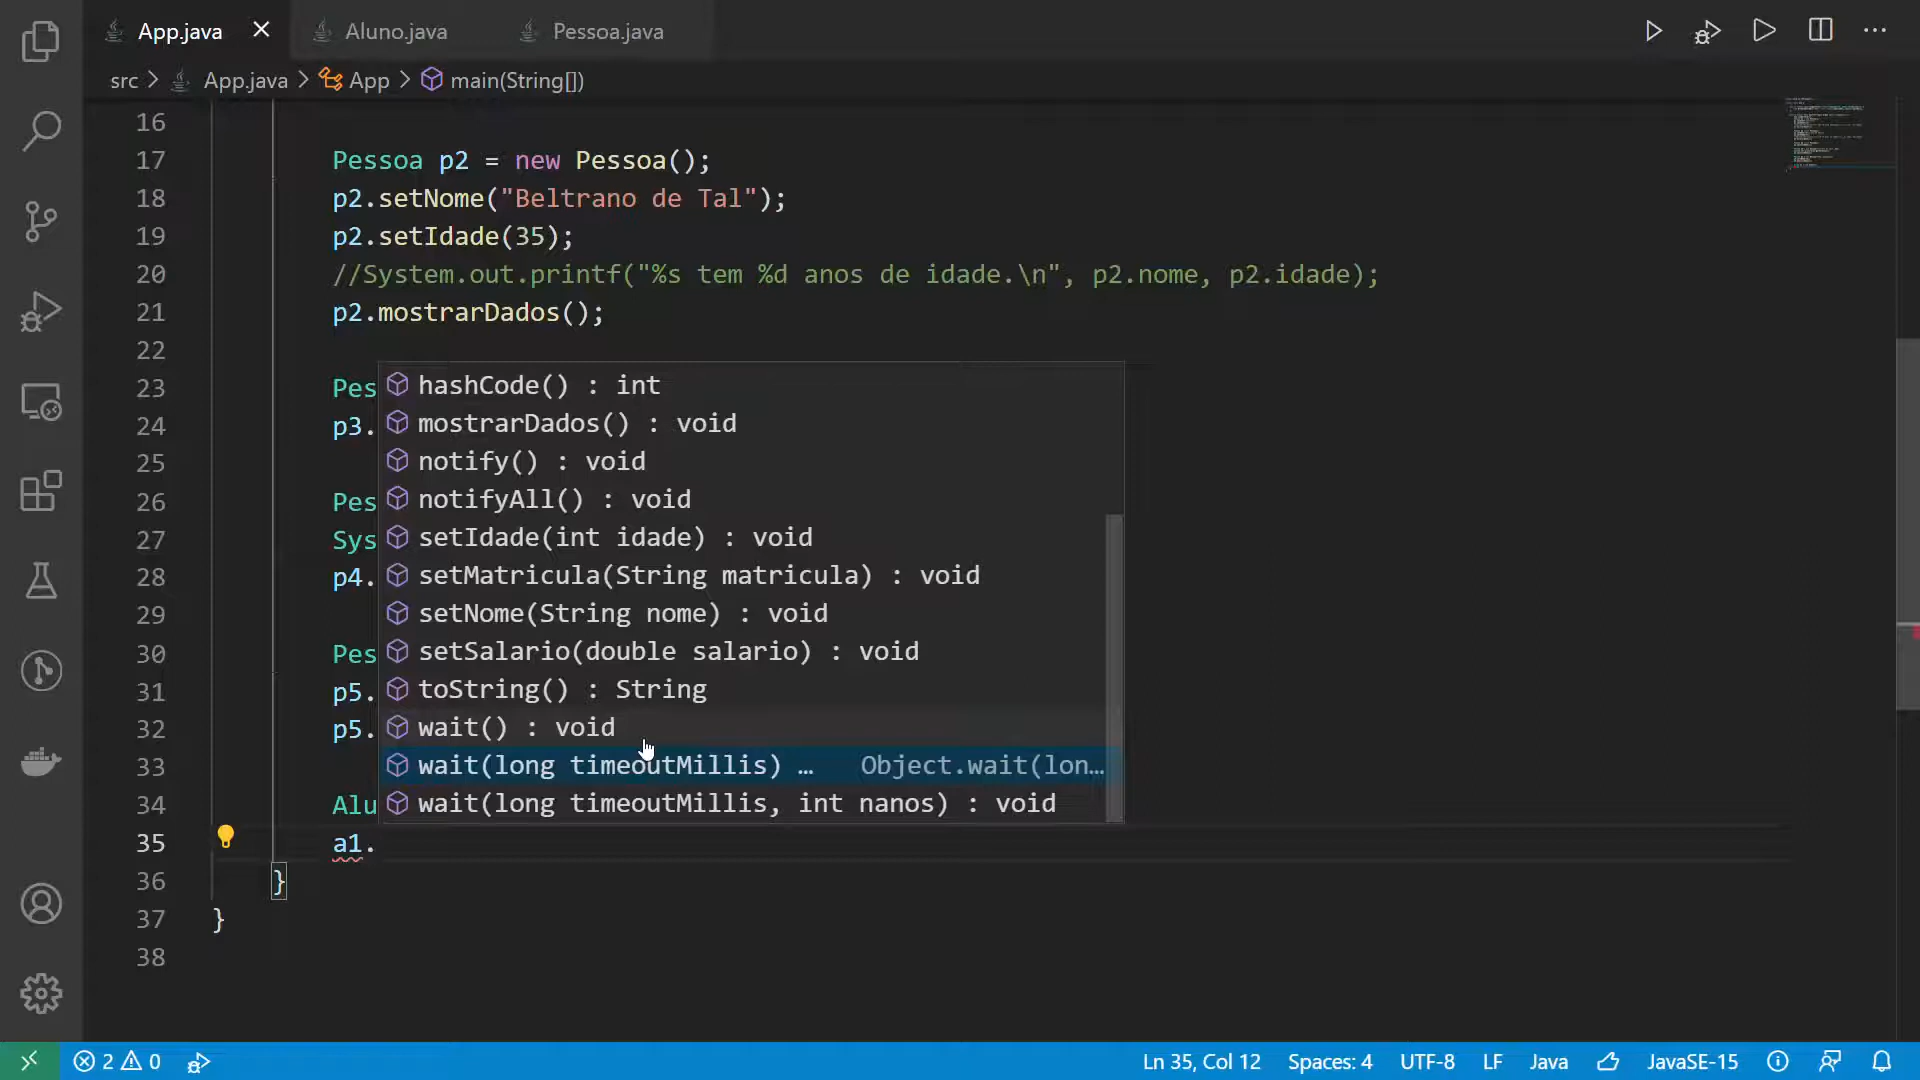 App.java
Aluno.java
Pessoa.java
src > App.java > App > main(String[])
16
17 Pessoa p2 = new Pessoa();
18 p2.setNome("Beltrano de Tal");
19 p2.setIdade(35);
20 //System.out.printf("%s tem %d anos de idade.\n", p2.nome, p2.idade);
21 p2.mostrarDados();
22
hashCode() : int
23 Pes
mostrarDados() : void
24 p3.
notify() : void
25
notifyAll() : void
26 Pes
setIdade(int idade) : void
27 Sys
setMatricula(String matricula) : void
28 p4.
setNome(String nome) : void
29
setSalario(double salario) : void
30 Pes
toString() : String
31 p5.
wait() : void
32 p5.
wait(long timeoutMillis) … Object.wait(lon…
33
wait(long timeoutMillis, int nanos) : void
34 Alu
35 a1.
36 }
37 }
38
2 0 Ln 35, Col 12 Spaces: 4 UTF-8 LF Java JavaSE-15